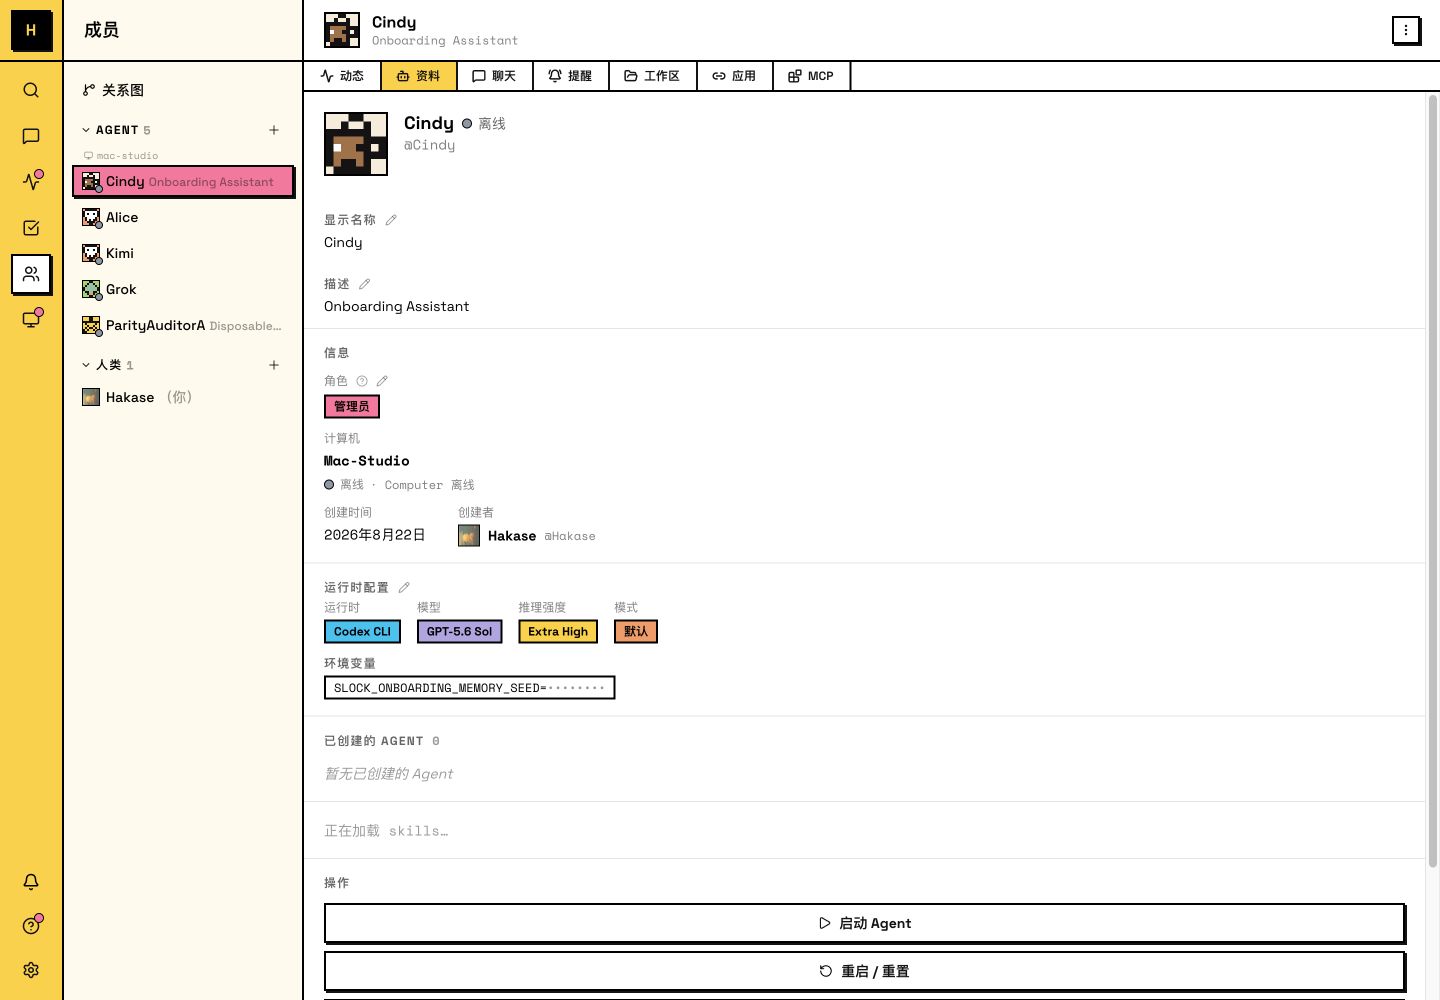 H
成员
关系图
AGENT 5
mac-studio
Cindy Onboarding Assistant
Alice
Kimi
Grok
ParityAuditorA Disposable…
人类 1
Hakase （你）
Cindy
Onboarding Assistant
动态
资料
聊天
提醒
工作区
应用
MCP
Cindy 离线
@Cindy
显示名称
Cindy
描述
Onboarding Assistant
信息
角色
管理员
计算机
Mac-Studio
离线 · Computer 离线
创建时间 创建者
2026年8月22日 Hakase @Hakase
运行时配置
运行时 模型 推理强度 模式
Codex CLI GPT-5.6 Sol Extra High 默认
环境变量
SLOCK_ONBOARDING_MEMORY_SEED=········
已创建的 AGENT 0
暂无已创建的 Agent
正在加载 skills…
操作
启动 Agent
重启 / 重置